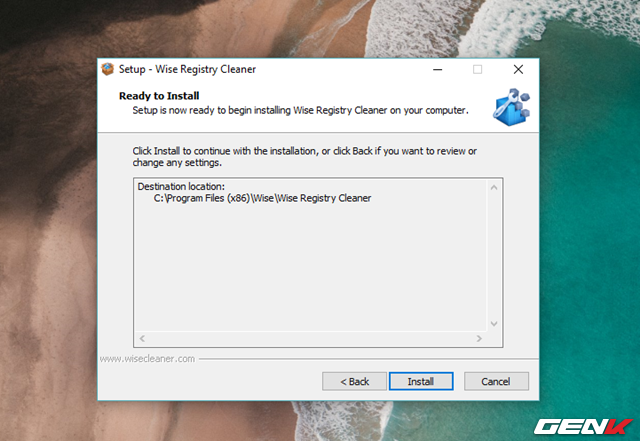 Setup - Wise Registry Cleaner
Ready to Install
Setup is now ready to begin installing Wise Registry Cleaner on your computer.
Click Install to continue with the installation, or click Back if you want to review or
change any settings.
Destination location:
C:\Program Files (x86)\Wise\Wise Registry Cleaner
www.wisecleaner.com
< Back
Install
Cancel
GENK